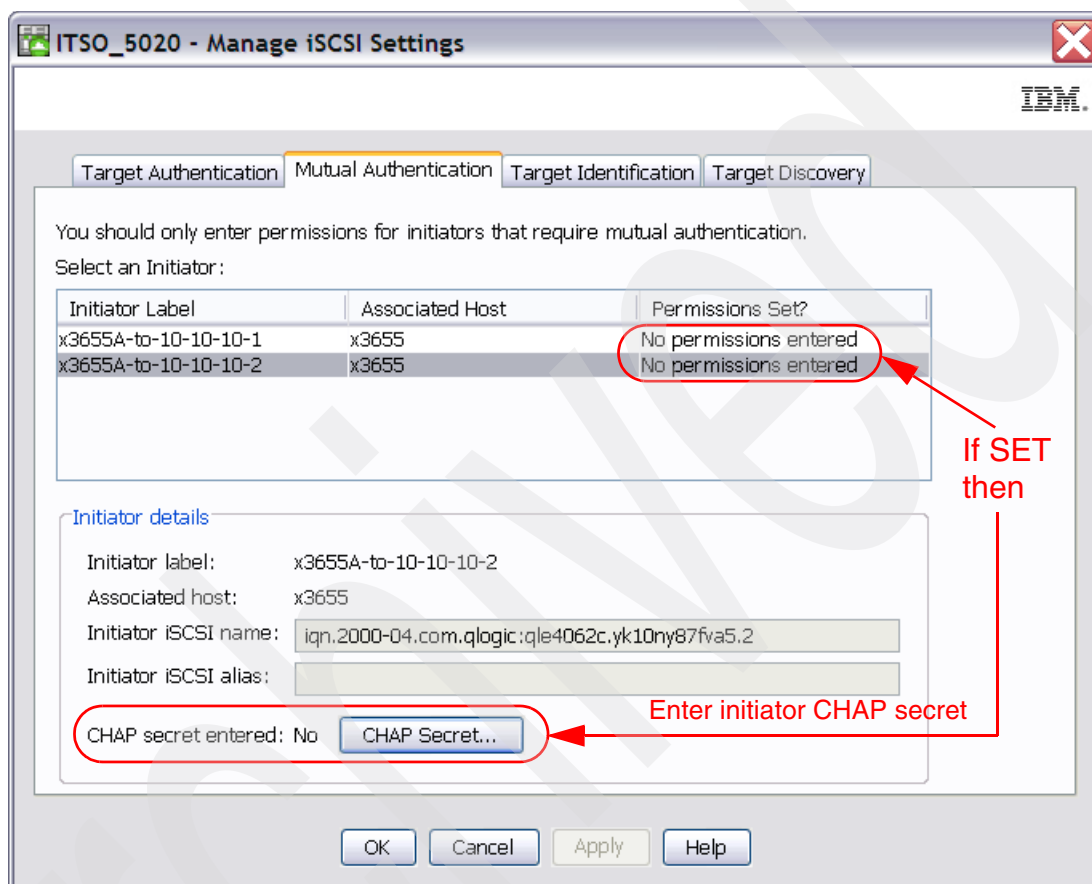 ITSO_5020 - Manage iSCSI Settings
IBM.
Target Authentication Mutual Authentication Target Identification Target Discovery
You should only enter permissions for initiators that require mutual authentication.
Select an Initiator:
Initiator Label Associated Host Permissions Set?
x3655A-to-10-10-10-1 x3655 No permissions entered
x3655A-to-10-10-10-2 x3655 No permissions entered
If SET
then
Initiator details
Initiator label: x3655A-to-10-10-10-2
Associated host: x3655
Initiator iSCSI name: iqn.2000-04.com.qlogic:qle4062c.yk10ny87fva5.2
Initiator iSCSI alias:
Enter initiator CHAP secret
CHAP secret entered: No CHAP Secret...
OK Cancel Apply Help